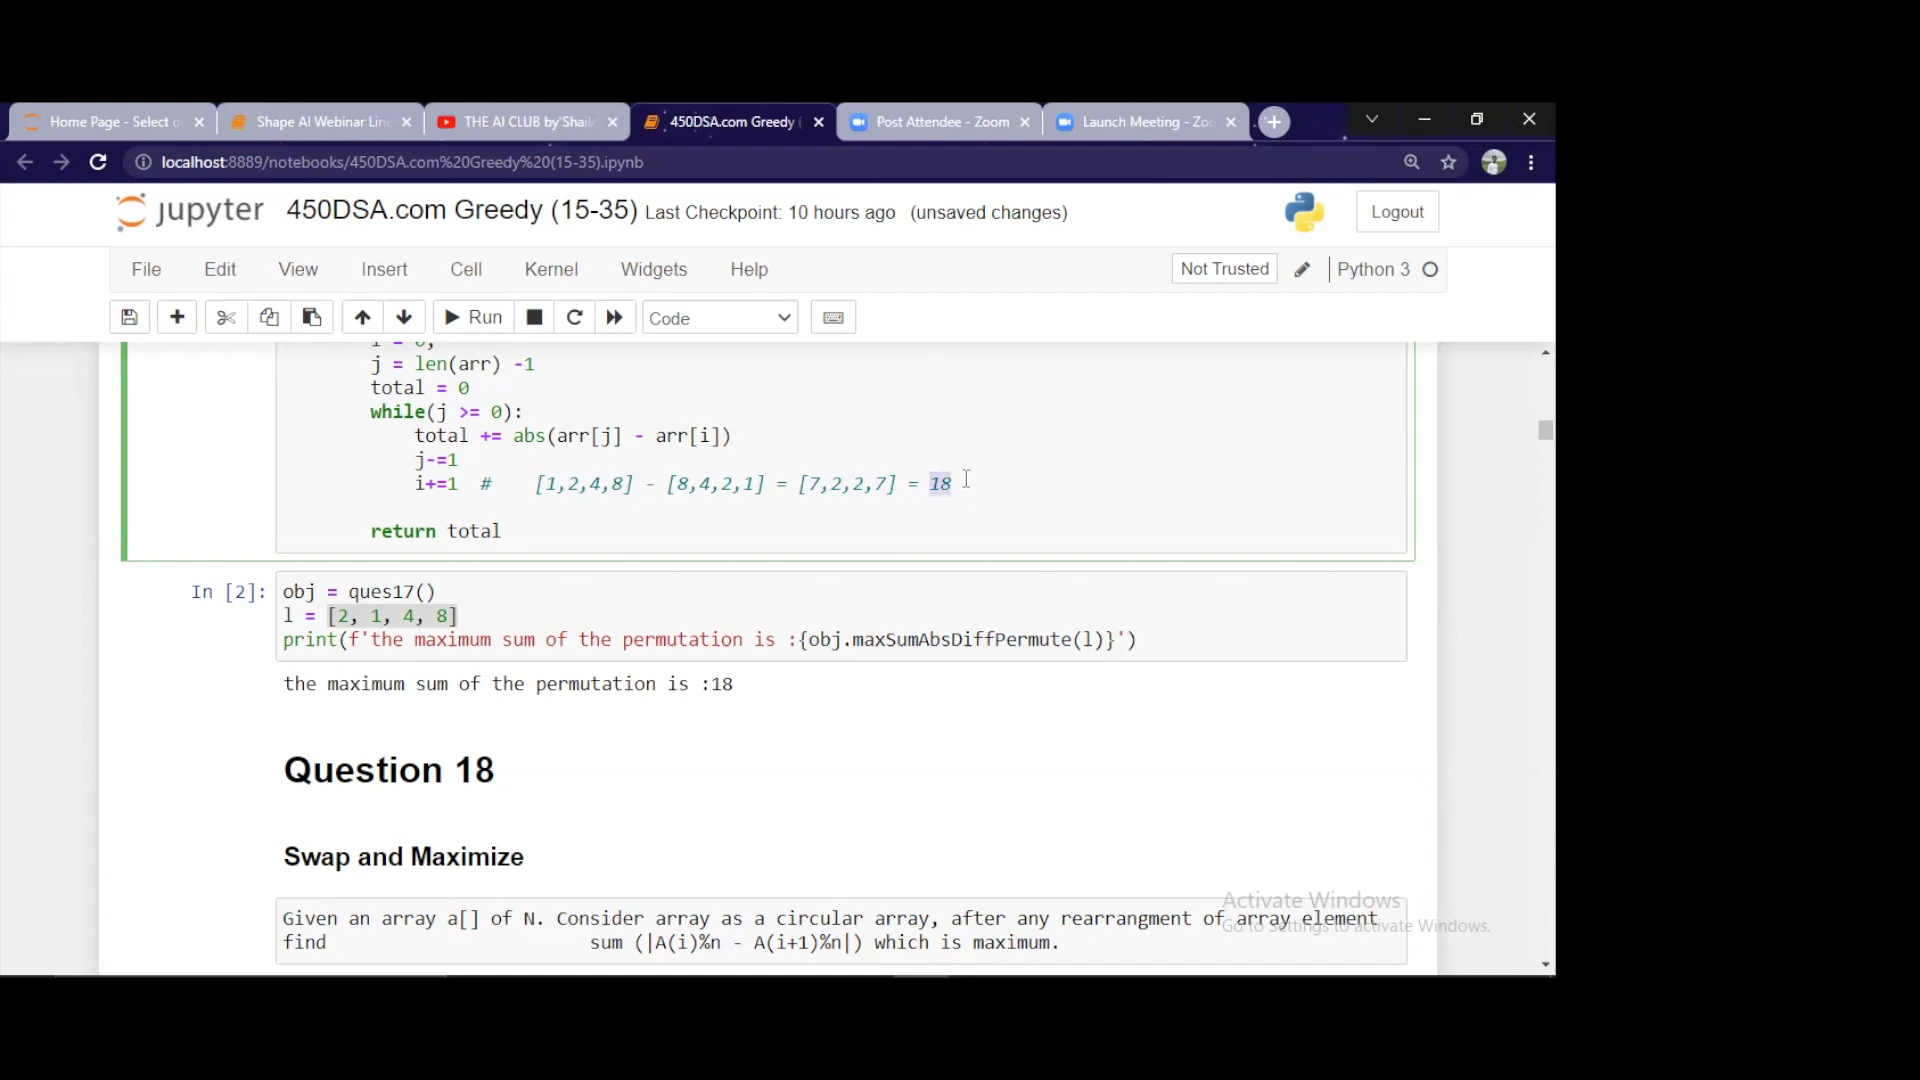 Home Page - Select o
Shape AI Webinar Line
THE AI CLUB by Shaile
450DSA.com Greedy (
Post Attendee - Zoom
Launch Meeting - Zoo
localhost:8889/notebooks/450DSA.com%20Greedy%20(15-35).ipynb
jupyter 450DSA.com Greedy (15-35) Last Checkpoint: 10 hours ago (unsaved changes)
Logout
File Edit View Insert Cell Kernel Widgets Help
Not Trusted
Python 3
Run
Code
j = len(arr) -1
total = 0
while(j >= 0):
total += abs(arr[j] - arr[i])
j-=1
i+=1 # [1,2,4,8] - [8,4,2,1] = [7,2,2,7] = 18
return total
In [2]: obj = ques17()
l = [2, 1, 4, 8]
print(f'the maximum sum of the permutation is :{obj.maxSumAbsDiffPermute(l)}')
the maximum sum of the permutation is :18
Question 18
Swap and Maximize
Given an array a[] of N. Consider array as a circular array, after any rearrangment of array element
find sum (|A(i)%n - A(i+1)%n|) which is maximum.
Activate Windows
Go to Settings to activate Windows.